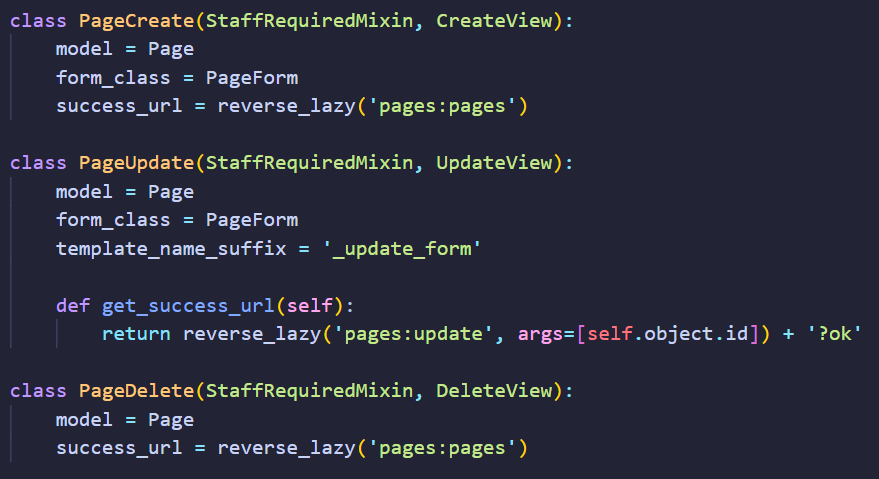 class PageCreate(StaffRequiredMixin, CreateView):
    model = Page
    form_class = PageForm
    success_url = reverse_lazy('pages:pages')

class PageUpdate(StaffRequiredMixin, UpdateView):
    model = Page
    form_class = PageForm
    template_name_suffix = '_update_form'

    def get_success_url(self):
        return reverse_lazy('pages:update', args=[self.object.id]) + '?ok'

class PageDelete(StaffRequiredMixin, DeleteView):
    model = Page
    success_url = reverse_lazy('pages:pages')